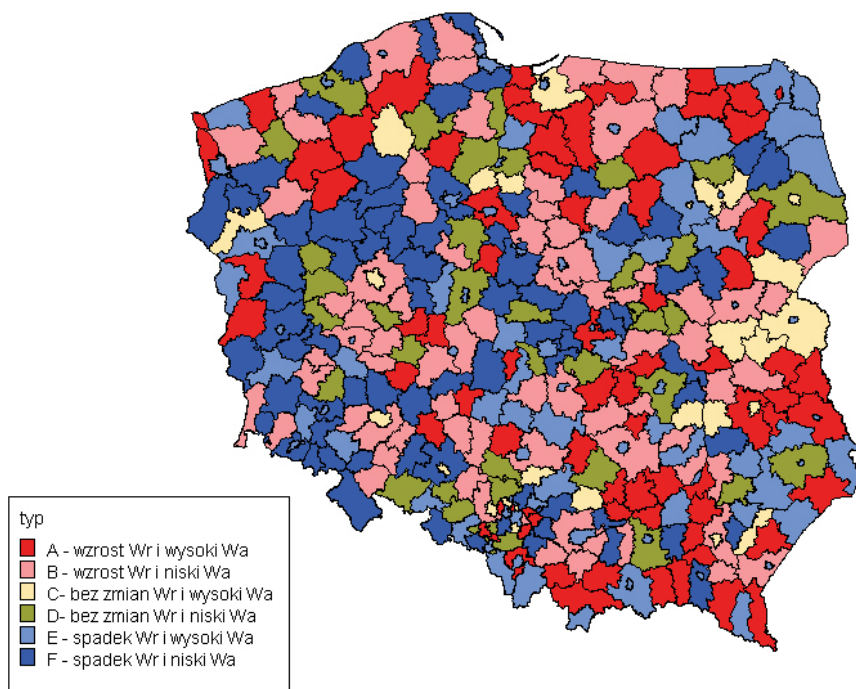 typ
A - wzrost Wr i wysoki Wa
B - wzrost Wr i niski Wa
C- bez zmian Wr i wysoki Wa
D- bez zmian Wr i niski Wa
E - spadek Wr i wysoki Wa
F - spadek Wr i niski Wa